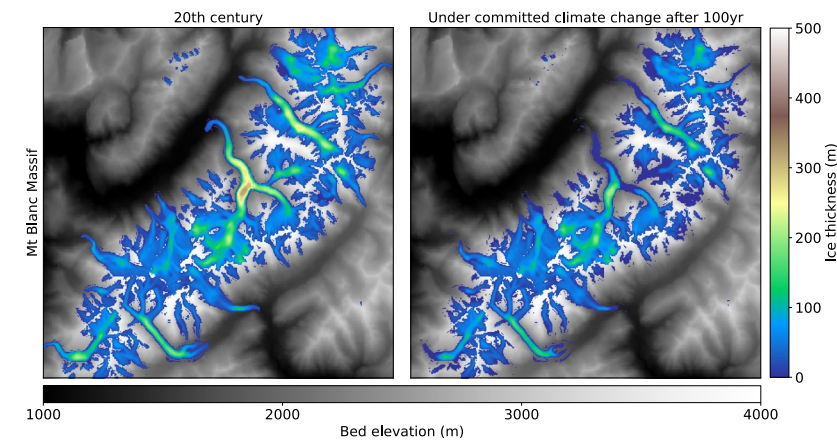 20th century
Under committed climate change after 100yr
Mt Blanc Massif
500
400
300
200
100
0
Ice thickness (m)
1000
2000
3000
4000
Bed elevation (m)